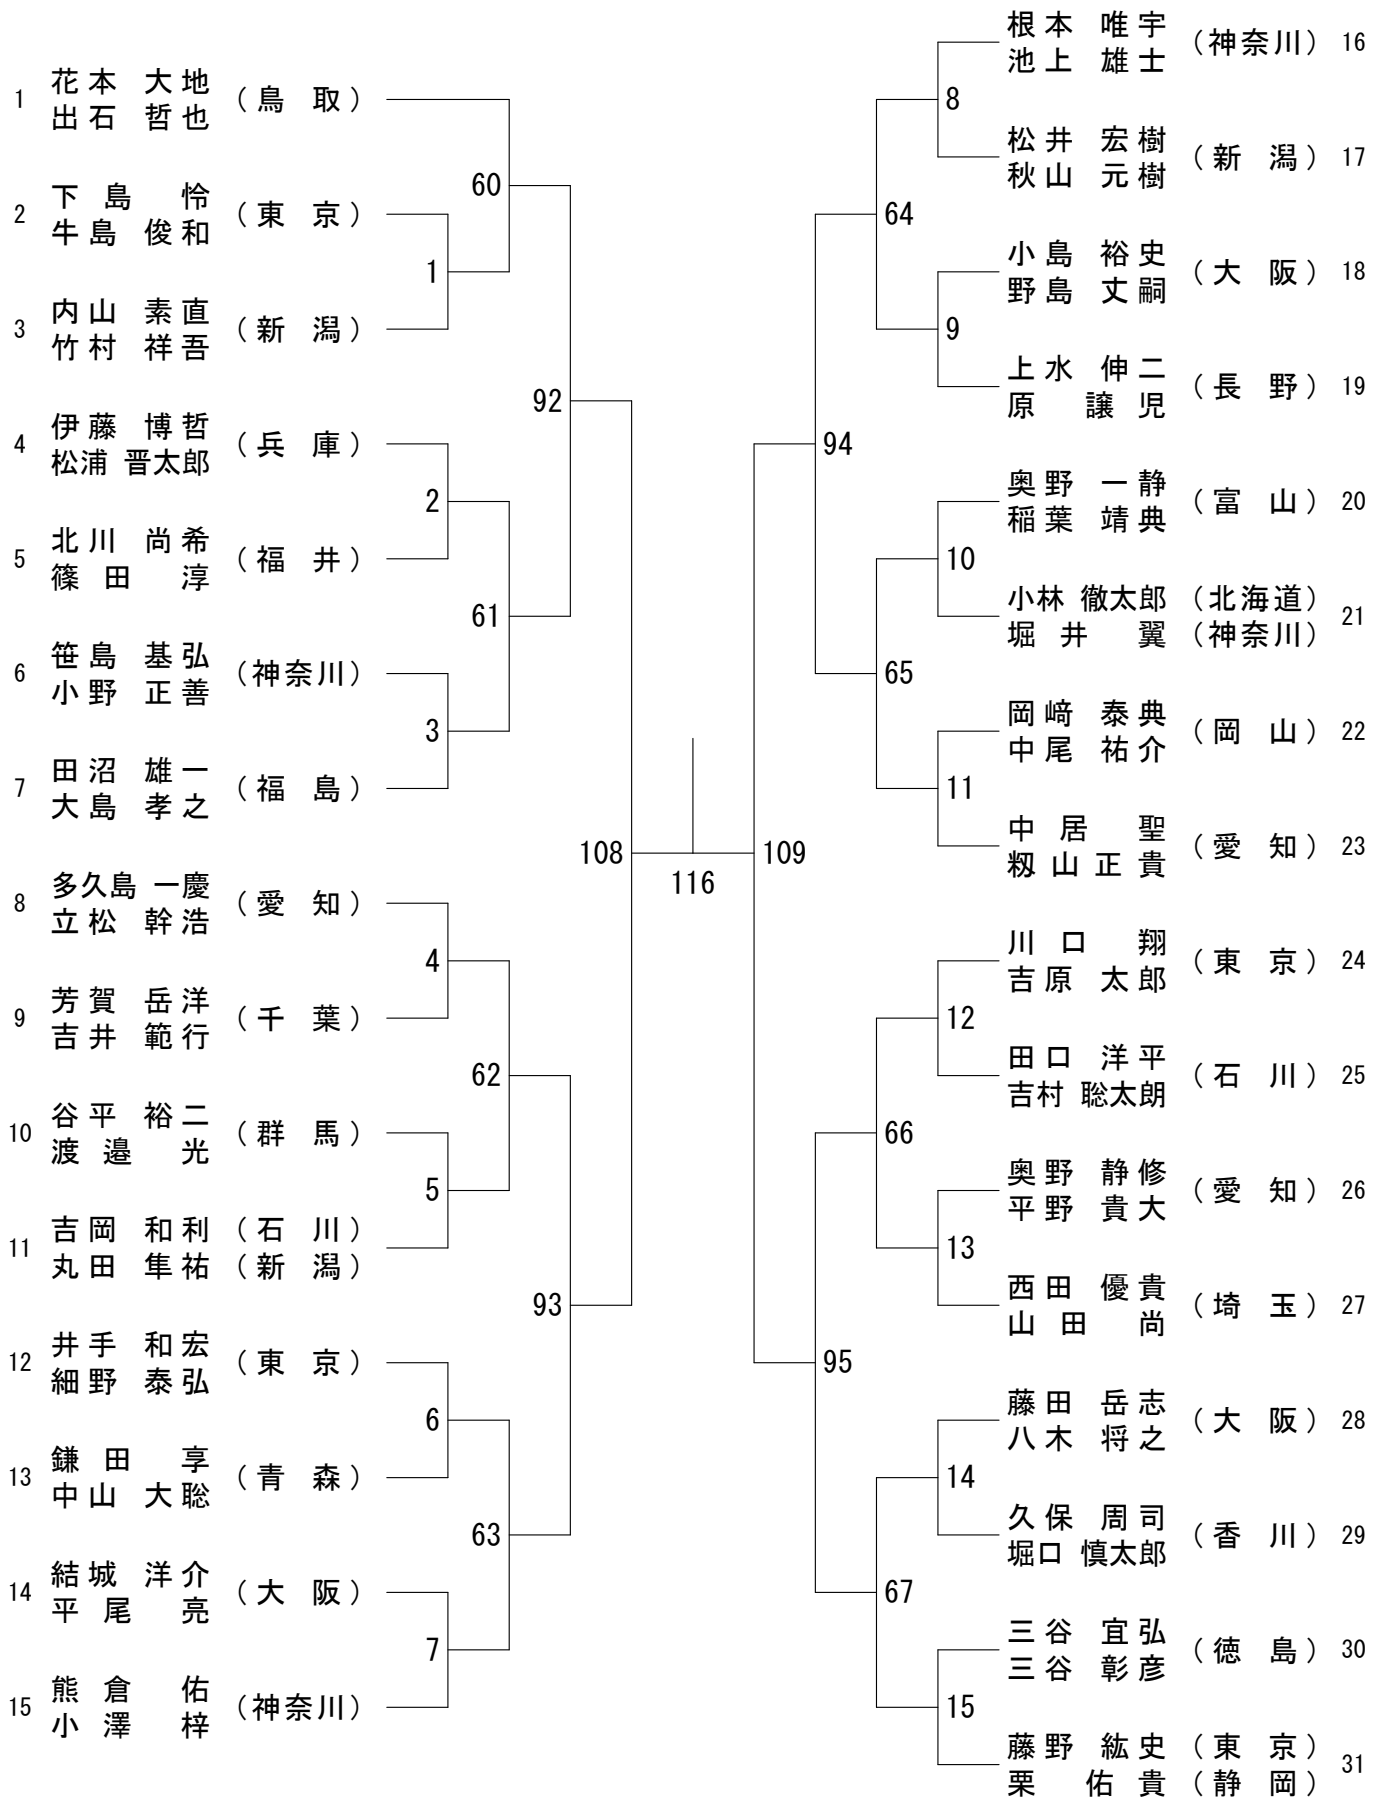 1 花本 大地 (鳥 取)
出石 哲也
2 下島 怜 (東 京)
牛島 俊和
3 内山 素直 (新 潟)
竹村 祥吾
4 伊藤 博哲 (兵 庫)
松浦 晋太郎
5 北川 尚希 (福 井)
篠田 淳
6 笹島 基弘 (神奈川)
小野 正善
7 田沼 雄一 (福 島)
大島 孝之
8 多久島 一慶 (愛 知)
立松 幹浩
9 芳賀 岳洋 (千 葉)
吉井 範行
10 谷平 裕二 (群 馬)
渡邉 光
11 吉岡 和利 (石 川)
丸田 隼祐 (新 潟)
12 井手 和宏 (東 京)
細野 泰弘
13 鎌田 享 (青 森)
中山 大聡
14 結城 洋介 (大 阪)
平尾 亮
15 熊倉 佑 (神奈川)
小澤 梓
1
2
3
4
5
6
7
60
61
62
63
92
93
108
116
109
94
95
64
65
66
67
8
9
10
11
12
13
14
15
根本 唯宇 (神奈川) 16
池上 雄士
松井 宏樹 (新 潟) 17
秋山 元樹
小島 裕史 (大 阪) 18
野島 丈嗣
上水 伸二 (長 野) 19
原 譲児
奥野 一静 (富 山) 20
稲葉 靖典
小林 徹太郎 (北海道) 21
堀井 翼 (神奈川)
岡﨑 泰典 (岡 山) 22
中尾 祐介
中居 聖 (愛 知) 23
籾山 正貴
川口 翔 (東 京) 24
吉原 太郎
田口 洋平 (石 川) 25
吉村 聡太朗
奥野 静修 (愛 知) 26
平野 貴大
西田 優貴 (埼 玉) 27
山田 尚
藤田 岳志 (大 阪) 28
八木 将之
久保 周司 (香 川) 29
堀口 慎太郎
三谷 宜弘 (徳 島) 30
三谷 彰彦
藤野 紘史 (東 京) 31
栗 佑貴 (静 岡)